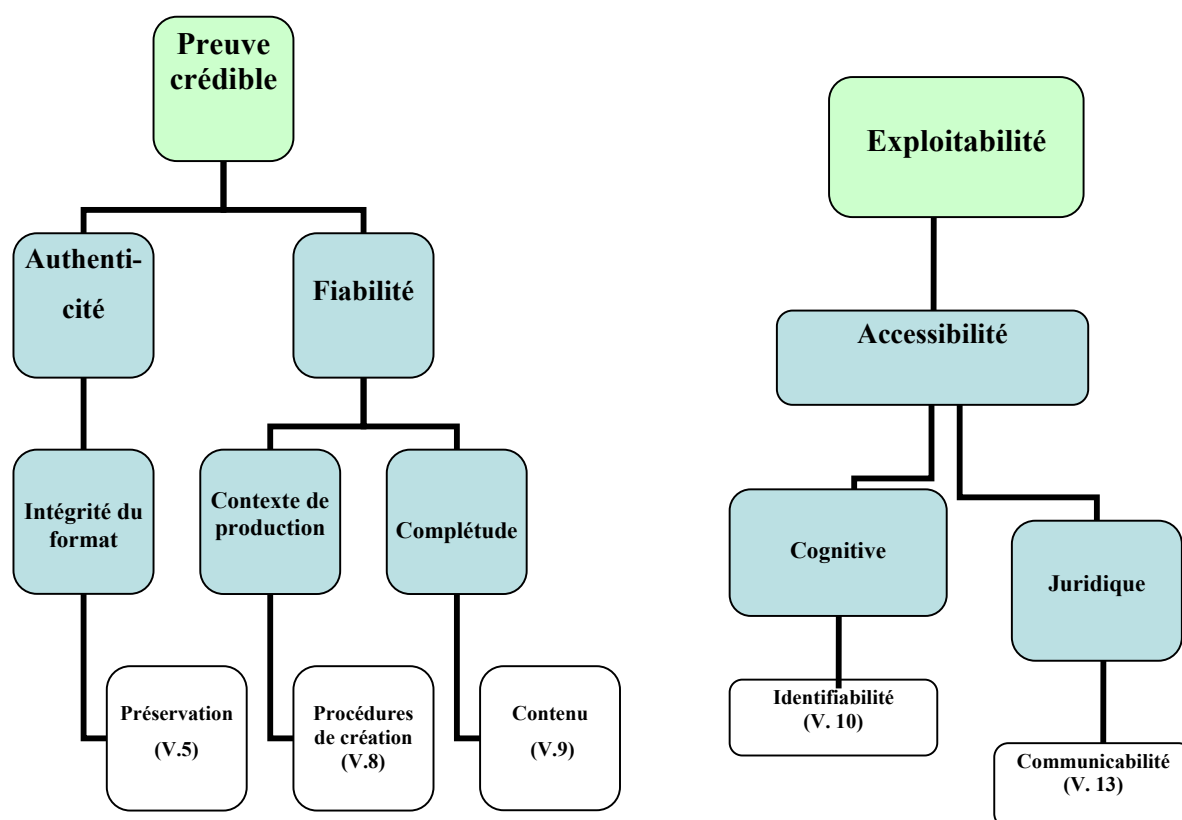 Preuve
crédible
Authenti-
cité
Fiabilité
Intégrité du
format
Contexte de
production
Complétude
Préservation
(V.5)
Procédures
de création
(V.8)
Contenu
(V.9)
Exploitabilité
Accessibilité
Cognitive
Juridique
Identifiabilité
(V. 10)
Communicabilité
(V. 13)